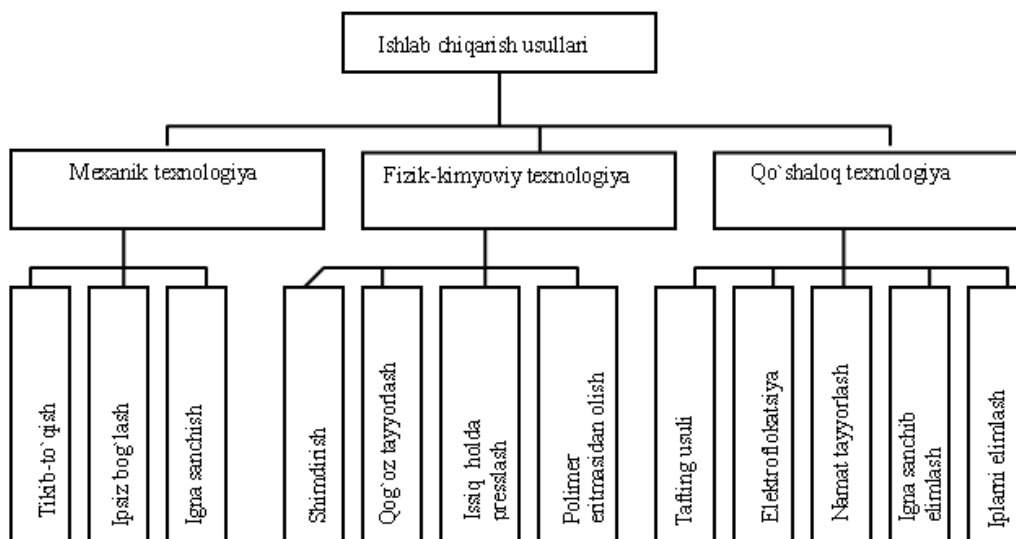 Ishlab chiqarish usullari
Mexanik texnologiya
Fizik-kimyoviy texnologiya
Qo`shaloq texnologiya
Tikib-to`qish
Ipsiz bog`lash
Igna sanchish
Shimdirish
Qog`oz tayyorlash
Issiq holda
presslash
Polimer
eritmasidan olish
Tafting usuli
Elektroflokatsiya
Namat tayyorlash
Igna sanchib
elimlash
Iplarni elimlash